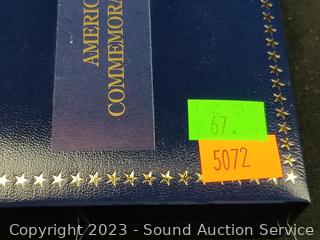 AMERIC
COMMEMORA
67.
5072
Copyright 2023 - Sound Auction Service